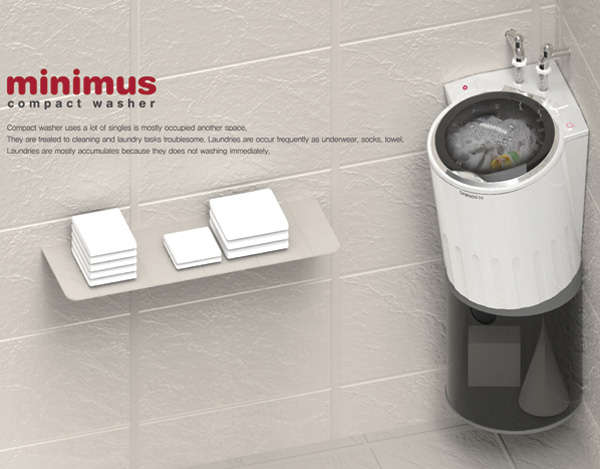 minimus
compact washer
Compact washer uses a lot of singles is mostly occupied another space,
They are treated to cleaning and laundry tasks troublesome. Laundries are occur frequently as underwear, socks, towel.
Laundries are mostly accumulates because they does not washing immediately.